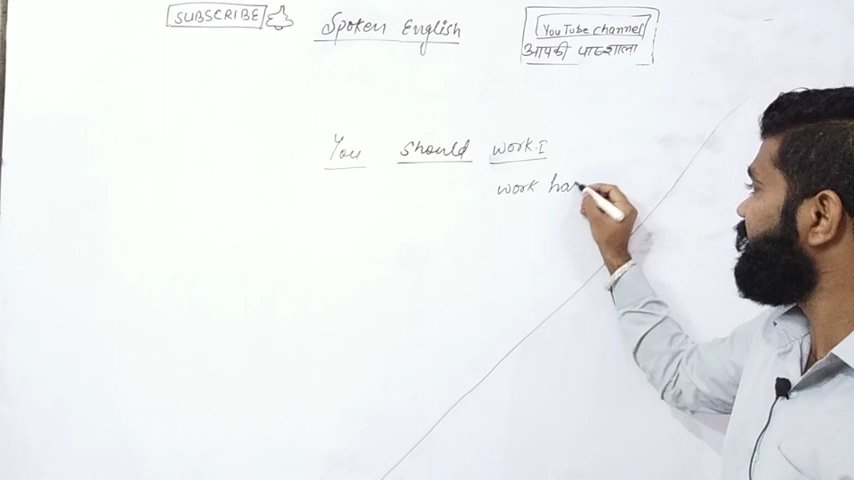 SUBSCRIBE
Spoken English
YouTube channel
आपकी पाठशाला
You should work.I
work ha